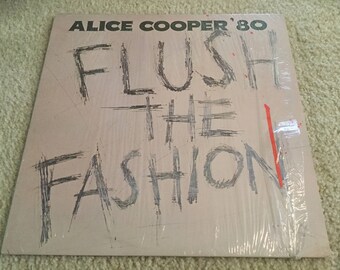 ALICE COOPER '80
FLUSH
THE
FASHION